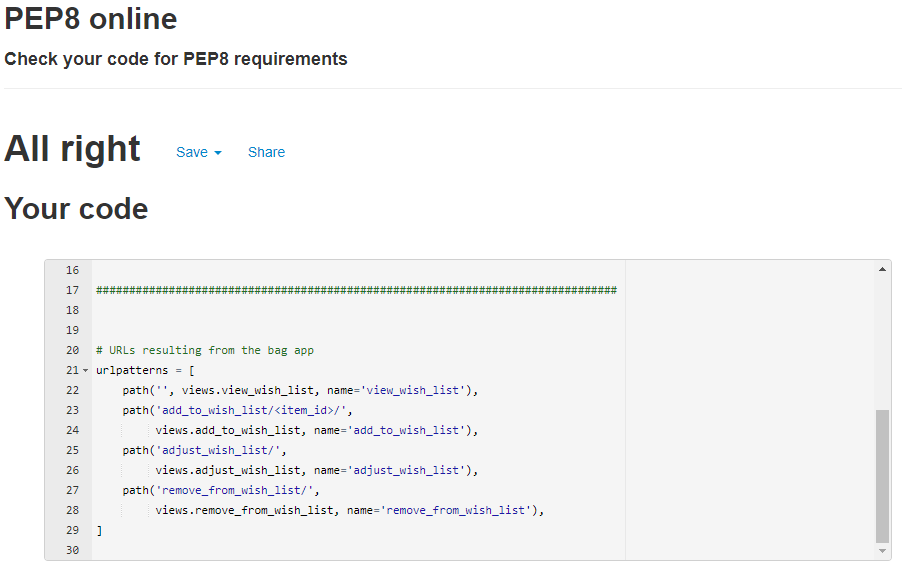 PEP8 online
Check your code for PEP8 requirements
All right Save Share
Your code
16
17 ###############################################################################
18
19
20 # URLs resulting from the bag app
21 urlpatterns = [
22 path('', views.view_wish_list, name='view_wish_list'),
23 path('add_to_wish_list/<item_id>/',
24 views.add_to_wish_list, name='add_to_wish_list'),
25 path('adjust_wish_list/',
26 views.adjust_wish_list, name='adjust_wish_list'),
27 path('remove_from_wish_list/',
28 views.remove_from_wish_list, name='remove_from_wish_list'),
29 ]
30